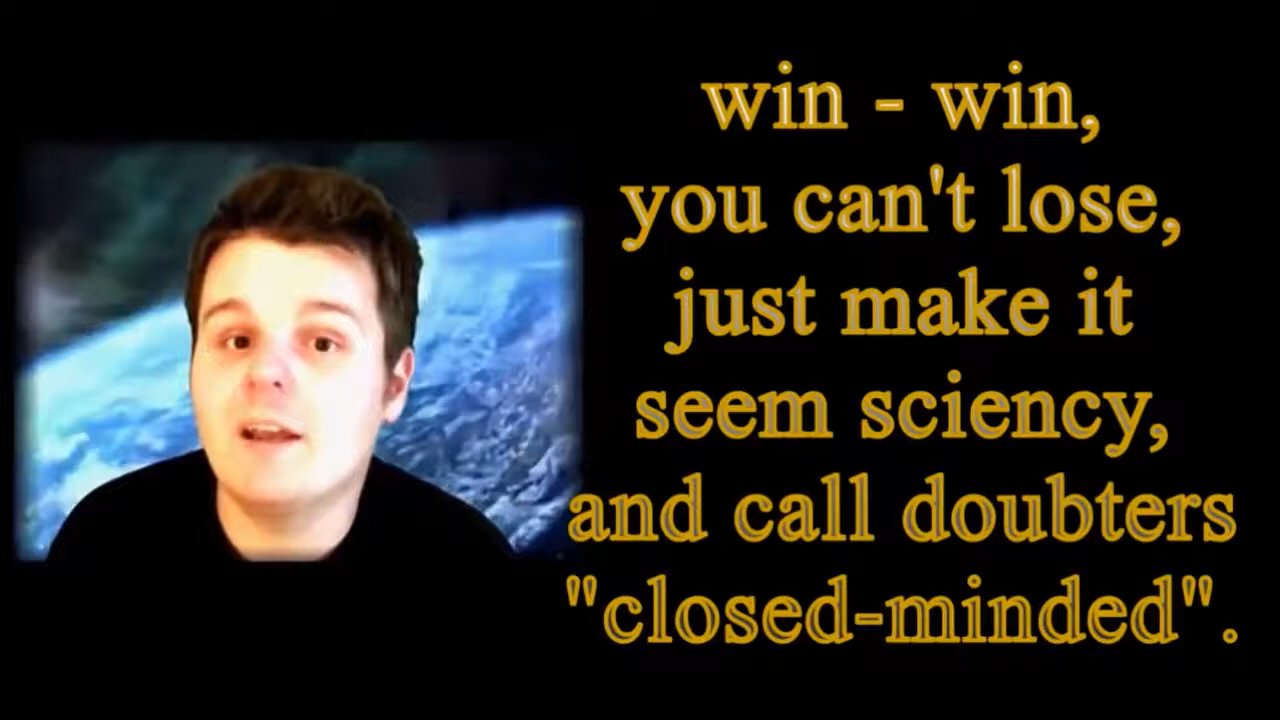 win - win,
you can't lose,
just make it
seem sciency,
and call doubters
"closed-minded".